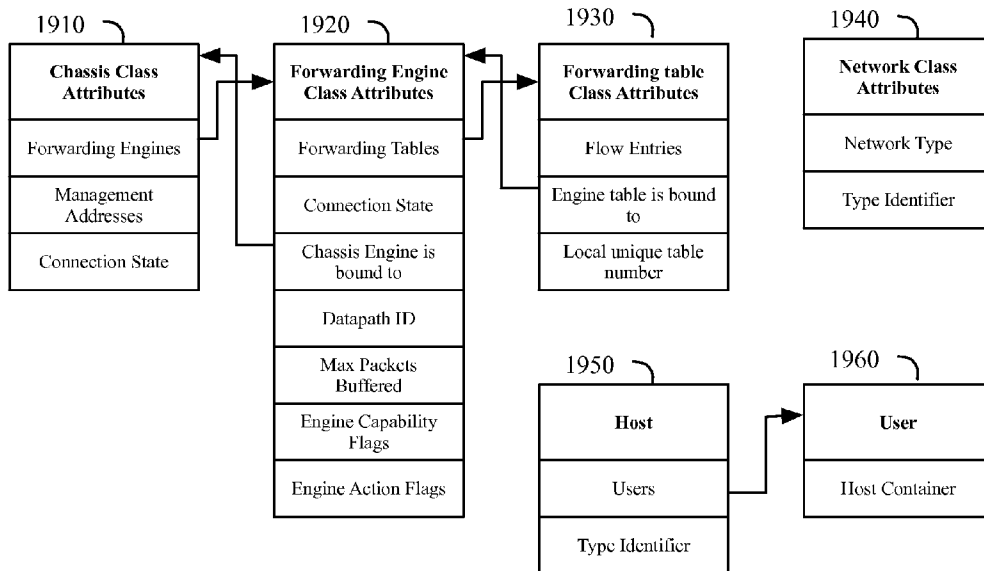 1910
Chassis Class
Attributes
Forwarding Engines
Management
Addresses
Connection State
1920
Forwarding Engine
Class Attributes
Forwarding Tables
Connection State
Chassis Engine is
bound to
Datapath ID
Max Packets
Buffered
Engine Capability
Flags
Engine Action Flags
1930
Forwarding table
Class Attributes
Flow Entries
Engine table is bound
to
Local unique table
number
1940
Network Class
Attributes
Network Type
Type Identifier
1950
Host
Users
Type Identifier
1960
User
Host Container